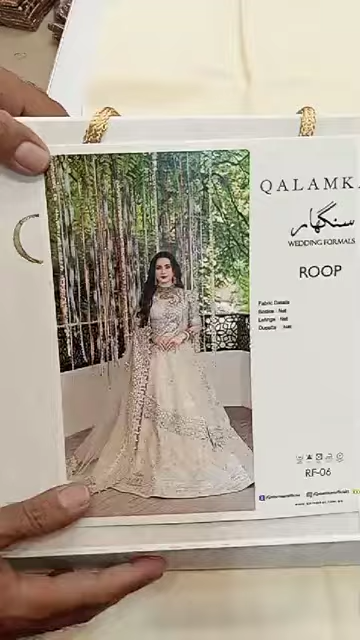 QALAMK
سنگھار
WEDDING FORMALS
ROOP
Fabric Details
Bodice : Net
Lehnga : Net
Dupatta : Net
RF-06